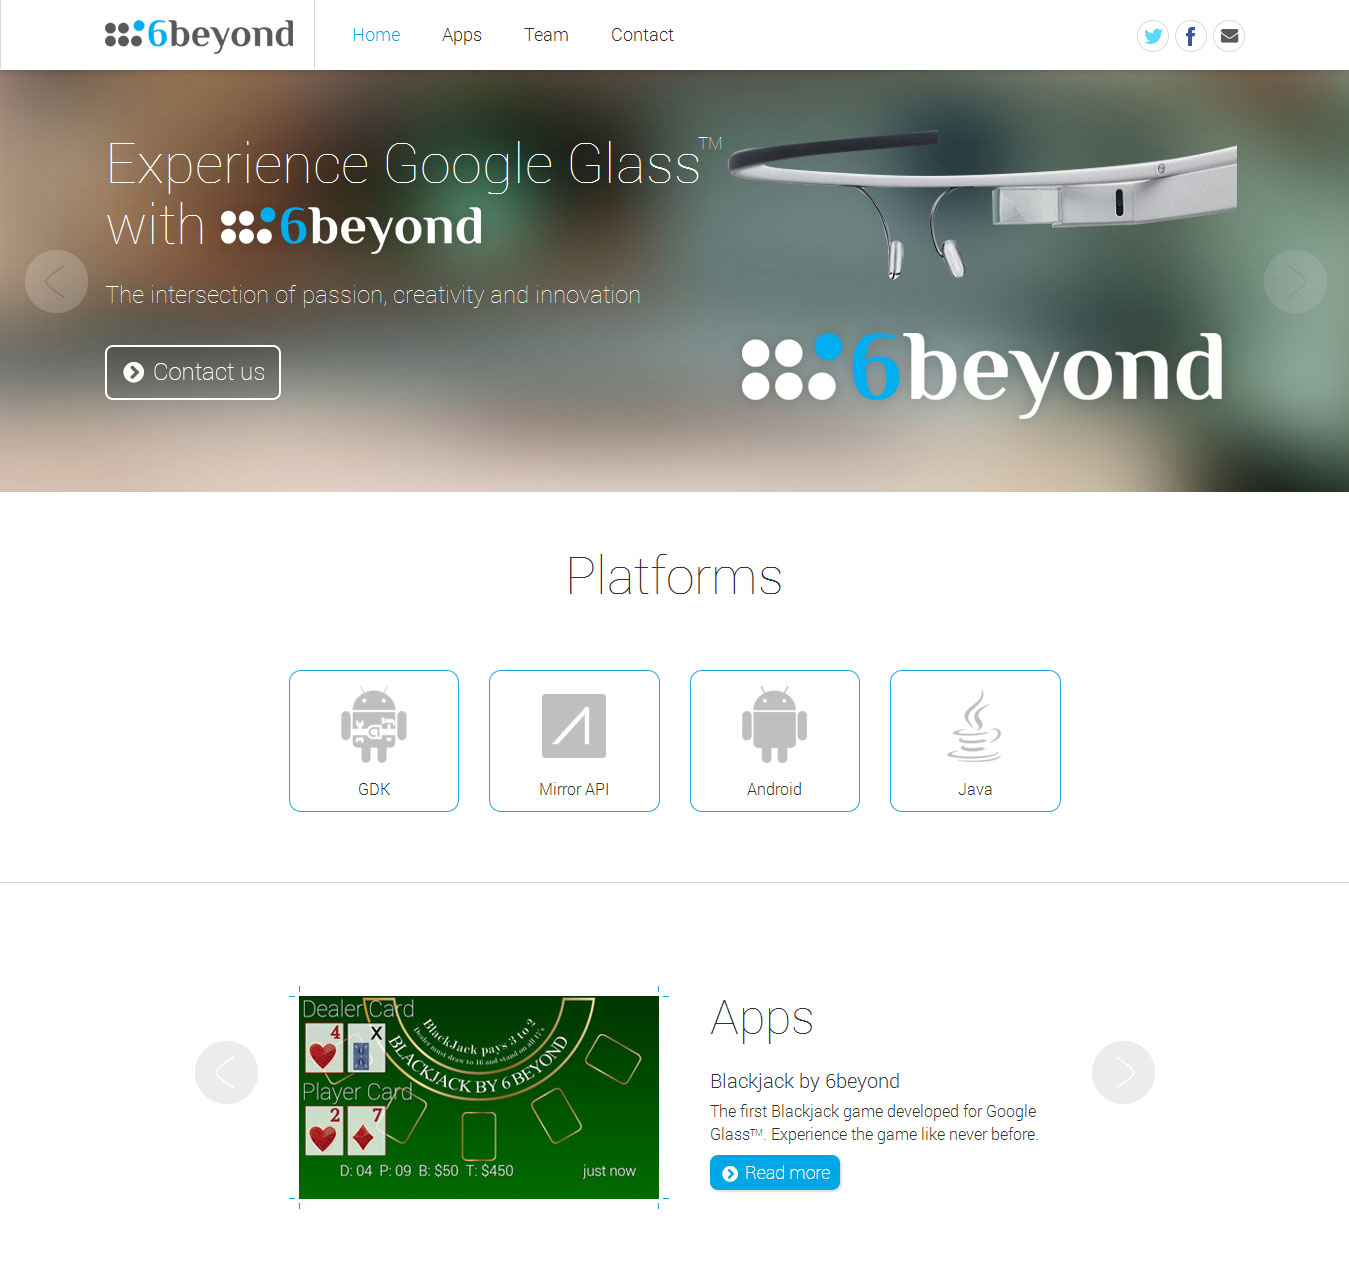 6beyond
Home Apps Team Contact
Experience Google Glass™
with 6beyond
The intersection of passion, creativity and innovation
Contact us
6beyond
Platforms
GDK
Mirror API
Android
Java
Dealer Card
4 X
Player Card
2 7
BlackJack pays 3 to 2
Dealer must draw to 16 and stand on all 17's
BLACKJACK BY 6 BEYOND
D: 04 P: 09 B: $50 T: $450
just now
Apps
Blackjack by 6beyond
The first Blackjack game developed for Google
Glass™. Experience the game like never before.
Read more